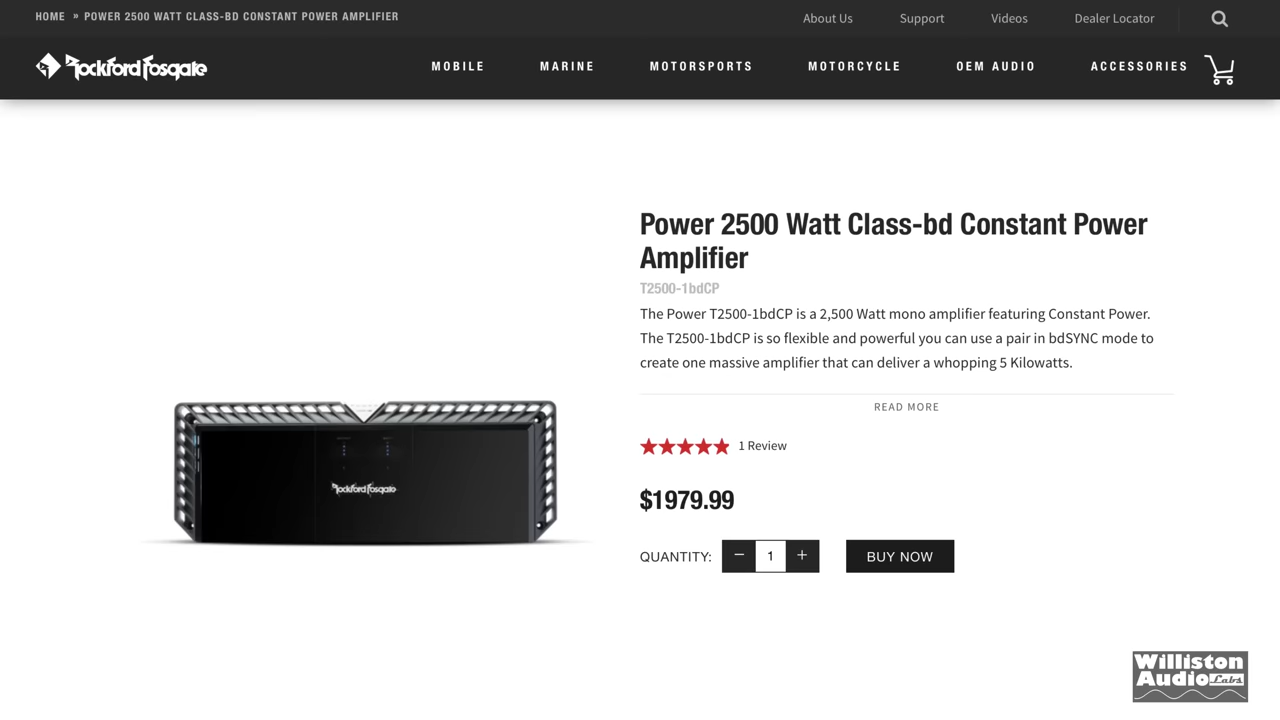 HOME » POWER 2500 WATT CLASS-BD CONSTANT POWER AMPLIFIER
About Us Support Videos Dealer Locator
Rockford Fosgate
MOBILE MARINE MOTORSPORTS MOTORCYCLE OEM AUDIO ACCESSORIES
Power 2500 Watt Class-bd Constant Power
Amplifier
T2500-1bdCP
The Power T2500-1bdCP is a 2,500 Watt mono amplifier featuring Constant Power.
The T2500-1bdCP is so flexible and powerful you can use a pair in bdSYNC mode to
create one massive amplifier that can deliver a whopping 5 Kilowatts.
READ MORE
1 Review
Rockford Fosgate
$1979.99
QUANTITY: − 1 + BUY NOW
Williston
Audio Labs